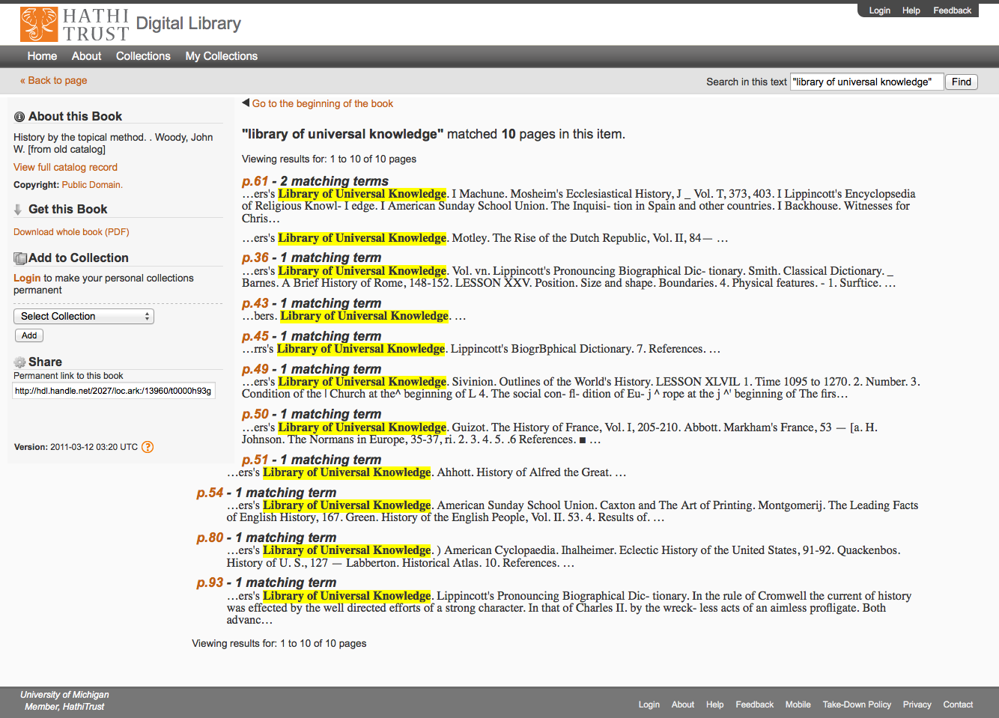 Login Help Feedback
HATHI TRUST Digital Library
Home About Collections My Collections
« Back to page
Search in this text "library of universal knowledge" Find
About this Book
History by the topical method. . Woody, John
W. [from old catalog]
View full catalog record
Copyright: Public Domain.
Get this Book
Download whole book (PDF)
Add to Collection
Login to make your personal collections
permanent
Select Collection
Add
Share
Permanent link to this book
http://hdl.handle.net/2027/loc.ark:/13960/t0000h93g
Version: 2011-03-12 03:20 UTC ?
Go to the beginning of the book
"library of universal knowledge" matched 10 pages in this item.
Viewing results for: 1 to 10 of 10 pages
p.61 - 2 matching terms
…ers's Library of Universal Knowledge. I Machune. Mosheim's Ecclesiastical History, J _ Vol. T, 373, 403. I Lippincott's Encyclopsedia
of Religious Knowl- I edge. I American Sunday School Union. The Inquisi- tion in Spain and other countries. I Backhouse. Witnesses for
Chris…
…ers's Library of Universal Knowledge. Motley. The Rise of the Dutch Republic, Vol. II, 84— …
p.36 - 1 matching term
…ers's Library of Universal Knowledge. Vol. vn. Lippincott's Pronouncing Biographical Dic- tionary. Smith. Classical Dictionary. _
Barnes. A Brief History of Rome, 148-152. LESSON XXV. Position. Size and shape. Boundaries. 4. Physical features. - 1. Surftice. …
p.43 - 1 matching term
…bers. Library of Universal Knowledge. …
p.45 - 1 matching term
…rrs's Library of Universal Knowledge. Lippincott's BiogrBphical Dictionary. 7. References. …
p.49 - 1 matching term
…ers's Library of Universal Knowledge. Sivinion. Outlines of the World's History. LESSON XLVIL 1. Time 1095 to 1270. 2. Number. 3.
Condition of the | Church at the^ beginning of L 4. The social con- fl- dition of Eu- j ^ rope at the j ^' beginning of The firs…
p.50 - 1 matching term
…ers's Library of Universal Knowledge. Guizot. The History of France, Vol. I, 205-210. Abbott. Markham's France, 53 — [a. H.
Johnson. The Normans in Europe, 35-37, ri. 2. 3. 4. 5. .6 References. ■ …
p.51 - 1 matching term
…ers's Library of Universal Knowledge. Ahhott. History of Alfred the Great. …
p.54 - 1 matching term
…ers's Library of Universal Knowledge. American Sunday School Union. Caxton and The Art of Printing. Montgomerij. The Leading Facts
of English History, 167. Green. History of the English People, Vol. II. 53. 4. Results of. …
p.80 - 1 matching term
…ers's Library of Universal Knowledge. ) American Cyclopaedia. Ihalheimer. Eclectic History of the United States, 91-92. Quackenbos.
History of U. S., 127 — Labberton. Historical Atlas. 10. References. …
p.93 - 1 matching term
…ers's Library of Universal Knowledge. Lippincott's Pronouncing Biographical Dic- tionary. In the rule of Cromwell the current of history
was effected by the well directed efforts of a strong character. In that of Charles II. by the wreck- less acts of an aimless profligate. Both
advanc…
Viewing results for: 1 to 10 of 10 pages
University of Michigan
Member, HathiTrust
Login About Help Feedback Mobile Take-Down Policy Privacy Contact